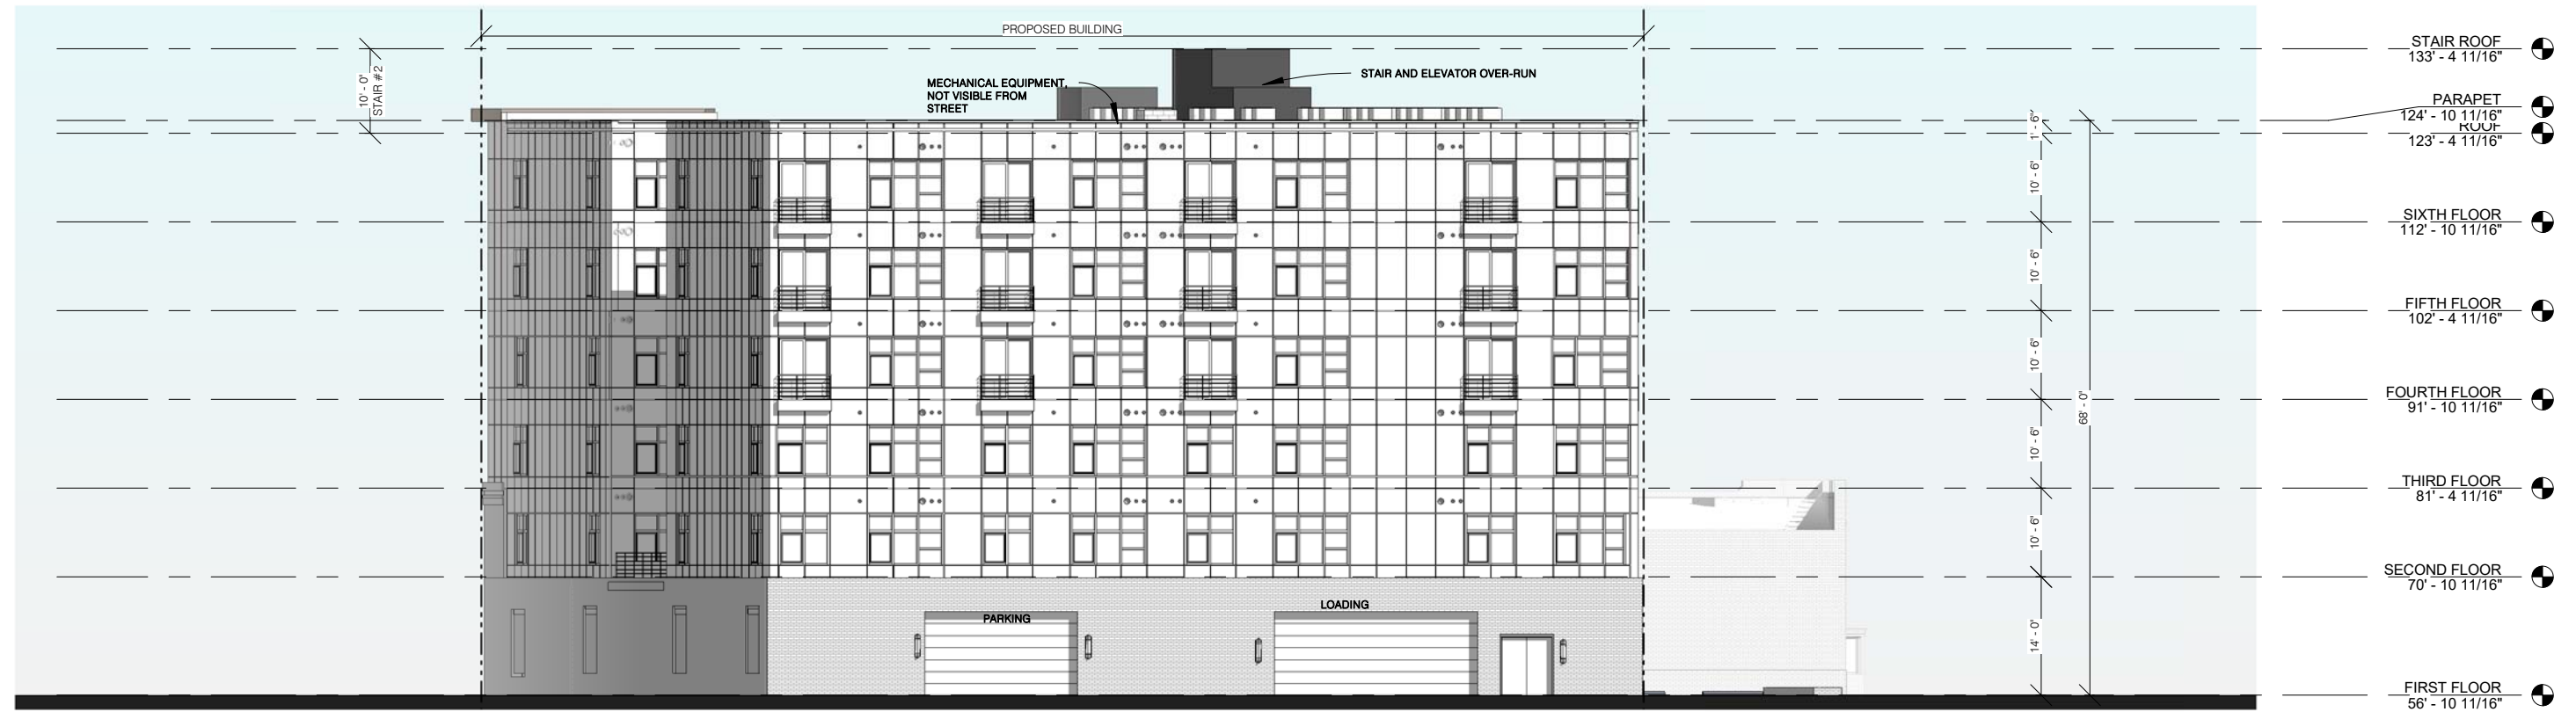 PROPOSED BUILDING
10' - 0"
STAIR #2
MECHANICAL EQUIPMENT,
NOT VISIBLE FROM
STREET
STAIR AND ELEVATOR OVER-RUN
STAIR ROOF
133' - 4 11/16"
PARAPET
124' - 10 11/16"
ROOF
123' - 4 11/16"
1' - 6"
10' - 6"
SIXTH FLOOR
112' - 10 11/16"
10' - 6"
FIFTH FLOOR
102' - 4 11/16"
10' - 6"
FOURTH FLOOR
91' - 10 11/16"
68' - 0"
10' - 6"
THIRD FLOOR
81' - 4 11/16"
10' - 6"
SECOND FLOOR
70' - 10 11/16"
PARKING
LOADING
14' - 0"
FIRST FLOOR
56' - 10 11/16"